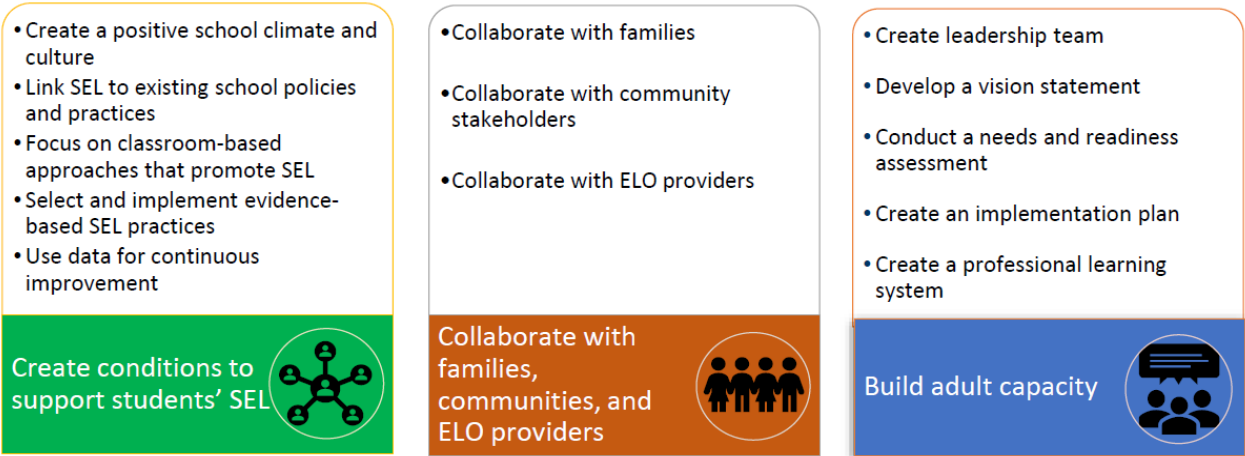 • Create a positive school climate and
culture
• Link SEL to existing school policies
and practices
• Focus on classroom-based
approaches that promote SEL
• Select and implement evidence-
based SEL practices
• Use data for continuous
improvement
Create conditions to
support students’ SEL
•Collaborate with families
•Collaborate with community
stakeholders
•Collaborate with ELO providers
Collaborate with
families,
communities, and
ELO providers
• Create leadership team
• Develop a vision statement
• Conduct a needs and readiness
assessment
• Create an implementation plan
• Create a professional learning
system
Build adult capacity